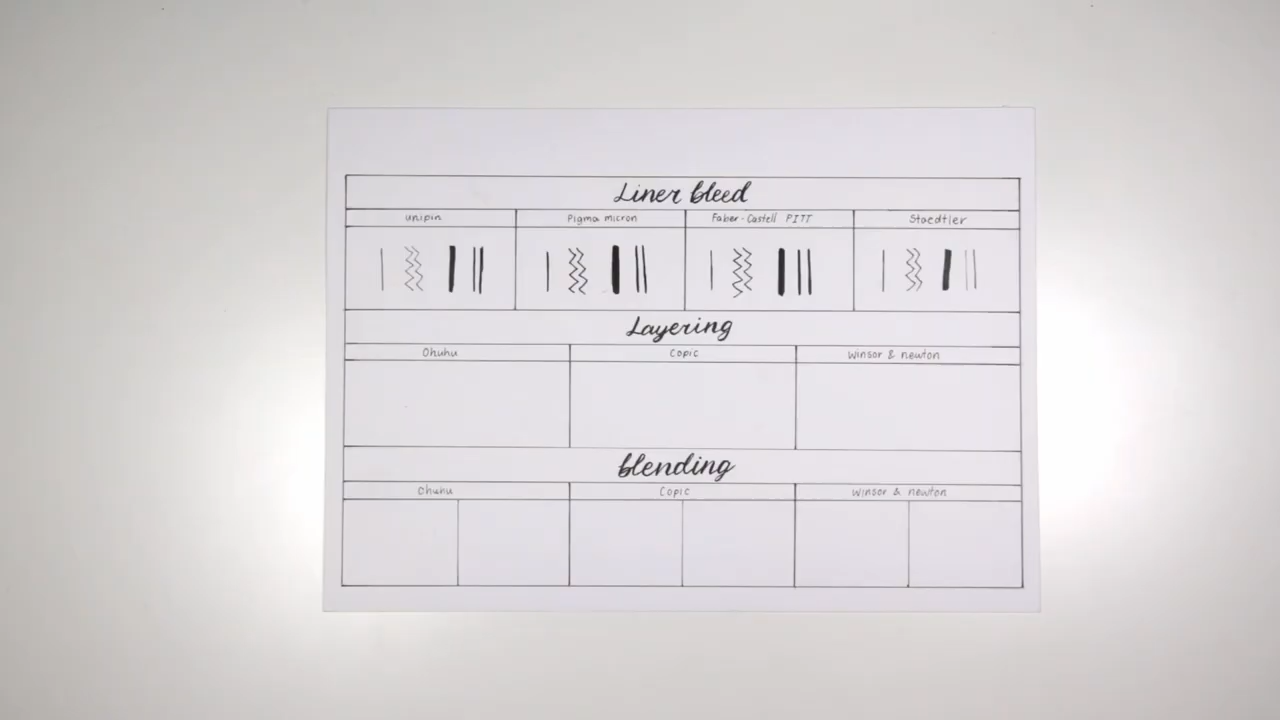 Liner bleed
unipin Pigma micron Faber-Castell PITT Staedtler
Layering
Ohuhu Copic Winsor & newton
blending
Ohuhu Copic Winsor & newton